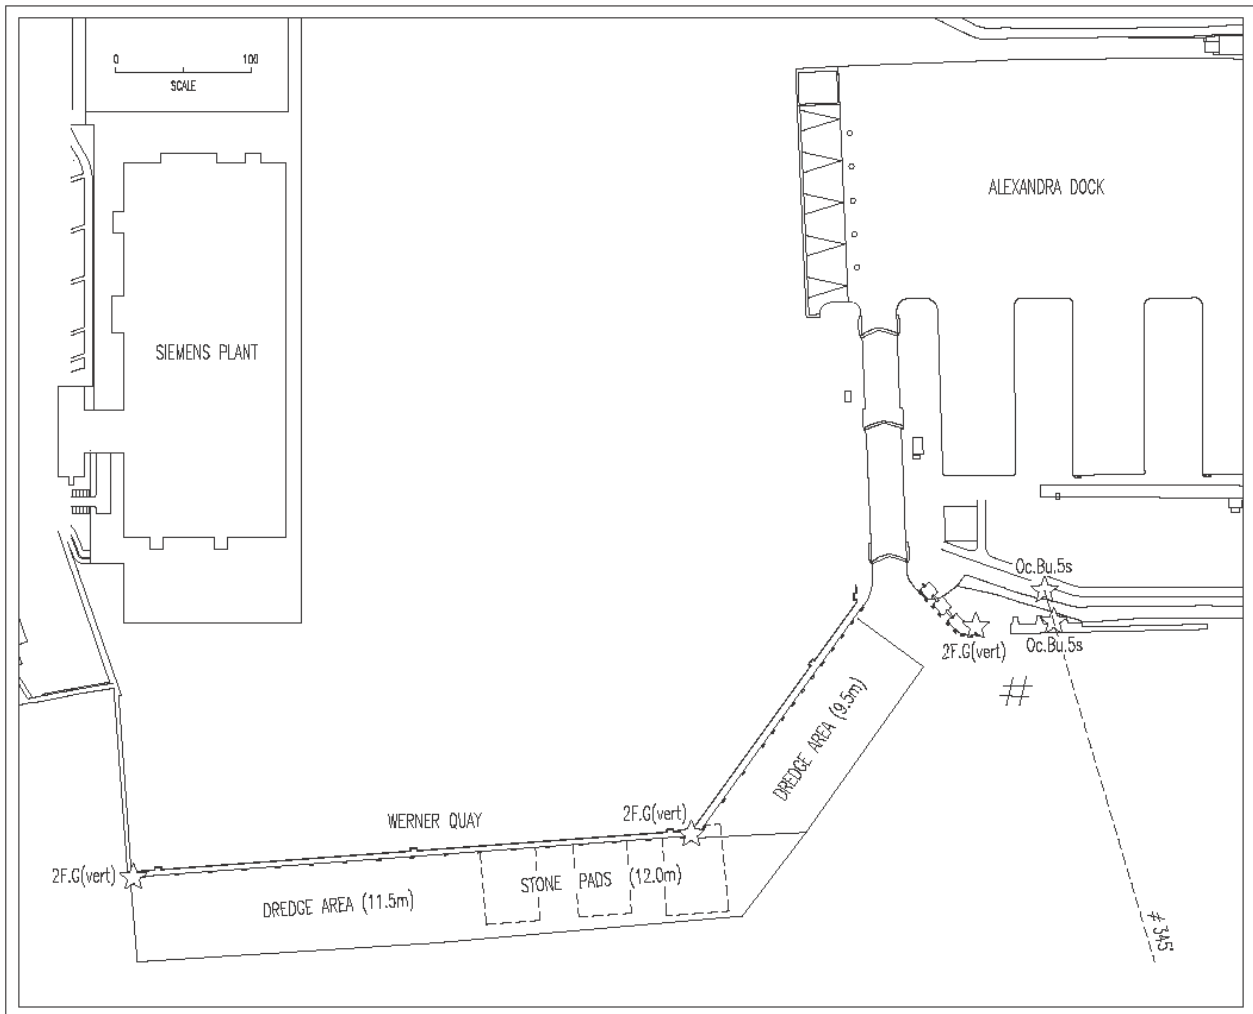 0 106
SCALE
ALEXANDRA DOCK
SIEMENS PLANT
Oc.Bu.5s
2F.G(vert)
Oc.Bu.5s
DREDGE AREA (9.5m)
2F.G(vert)
WERNER QUAY
2F.G(vert)
STONE PADS (12.0m)
DREDGE AREA (11.5m)
≠ 345°